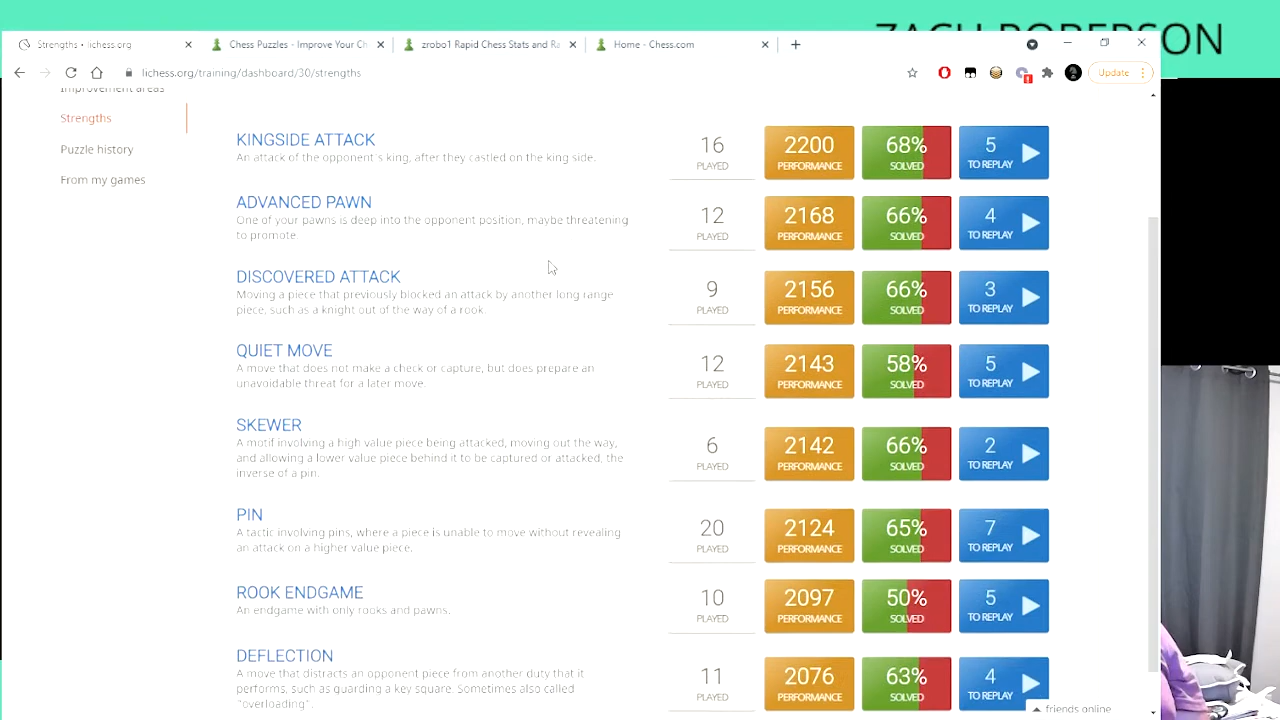 ZACH ROBERSON
Strengths • lichess.org
Chess Puzzles - Improve Your Ch
zrobo1 Rapid Chess Stats and Ra
Home - Chess.com
lichess.org/training/dashboard/30/strengths
Update
Improvement areas
Strengths
Puzzle history
From my games
KINGSIDE ATTACK
An attack of the opponent's king, after they castled on the king side.
16
PLAYED
2200
PERFORMANCE
68%
SOLVED
5
TO REPLAY
ADVANCED PAWN
One of your pawns is deep into the opponent position, maybe threatening
to promote.
12
PLAYED
2168
PERFORMANCE
66%
SOLVED
4
TO REPLAY
DISCOVERED ATTACK
Moving a piece that previously blocked an attack by another long range
piece, such as a knight out of the way of a rook.
9
PLAYED
2156
PERFORMANCE
66%
SOLVED
3
TO REPLAY
QUIET MOVE
A move that does not make a check or capture, but does prepare an
unavoidable threat for a later move.
12
PLAYED
2143
PERFORMANCE
58%
SOLVED
5
TO REPLAY
SKEWER
A motif involving a high value piece being attacked, moving out the way,
and allowing a lower value piece behind it to be captured or attacked, the
inverse of a pin.
6
PLAYED
2142
PERFORMANCE
66%
SOLVED
2
TO REPLAY
PIN
A tactic involving pins, where a piece is unable to move without revealing
an attack on a higher value piece.
20
PLAYED
2124
PERFORMANCE
65%
SOLVED
7
TO REPLAY
ROOK ENDGAME
An endgame with only rooks and pawns.
10
PLAYED
2097
PERFORMANCE
50%
SOLVED
5
TO REPLAY
DEFLECTION
A move that distracts an opponent piece from another duty that it
performs, such as guarding a key square. Sometimes also called
"overloading".
11
PLAYED
2076
PERFORMANCE
63%
SOLVED
4
TO REPLAY
friends online